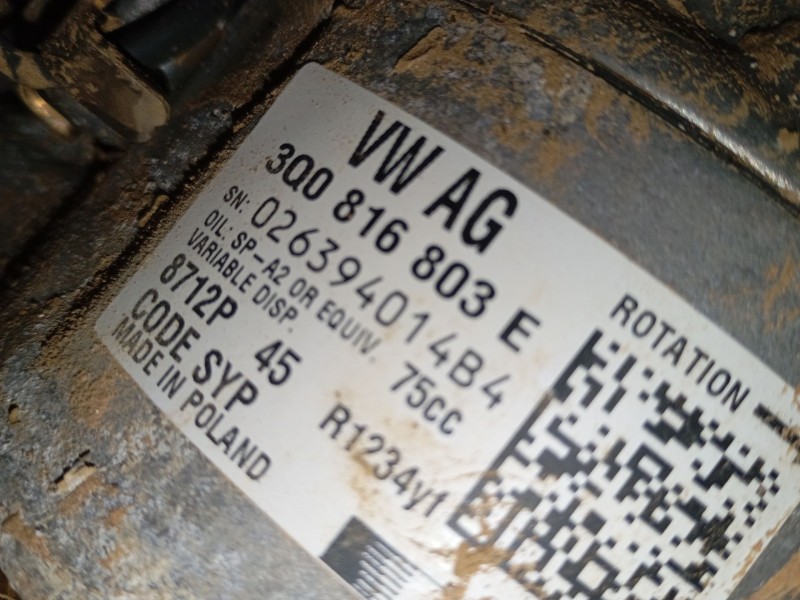 VW AG
3Q0 816 803 E
SN: 026394014B4
OIL: SP-A2 OR EQUIV. 75CC
VARIABLE DISP.
8712P 45
CODE SYP R1234yf
MADE IN POLAND
ROTATION